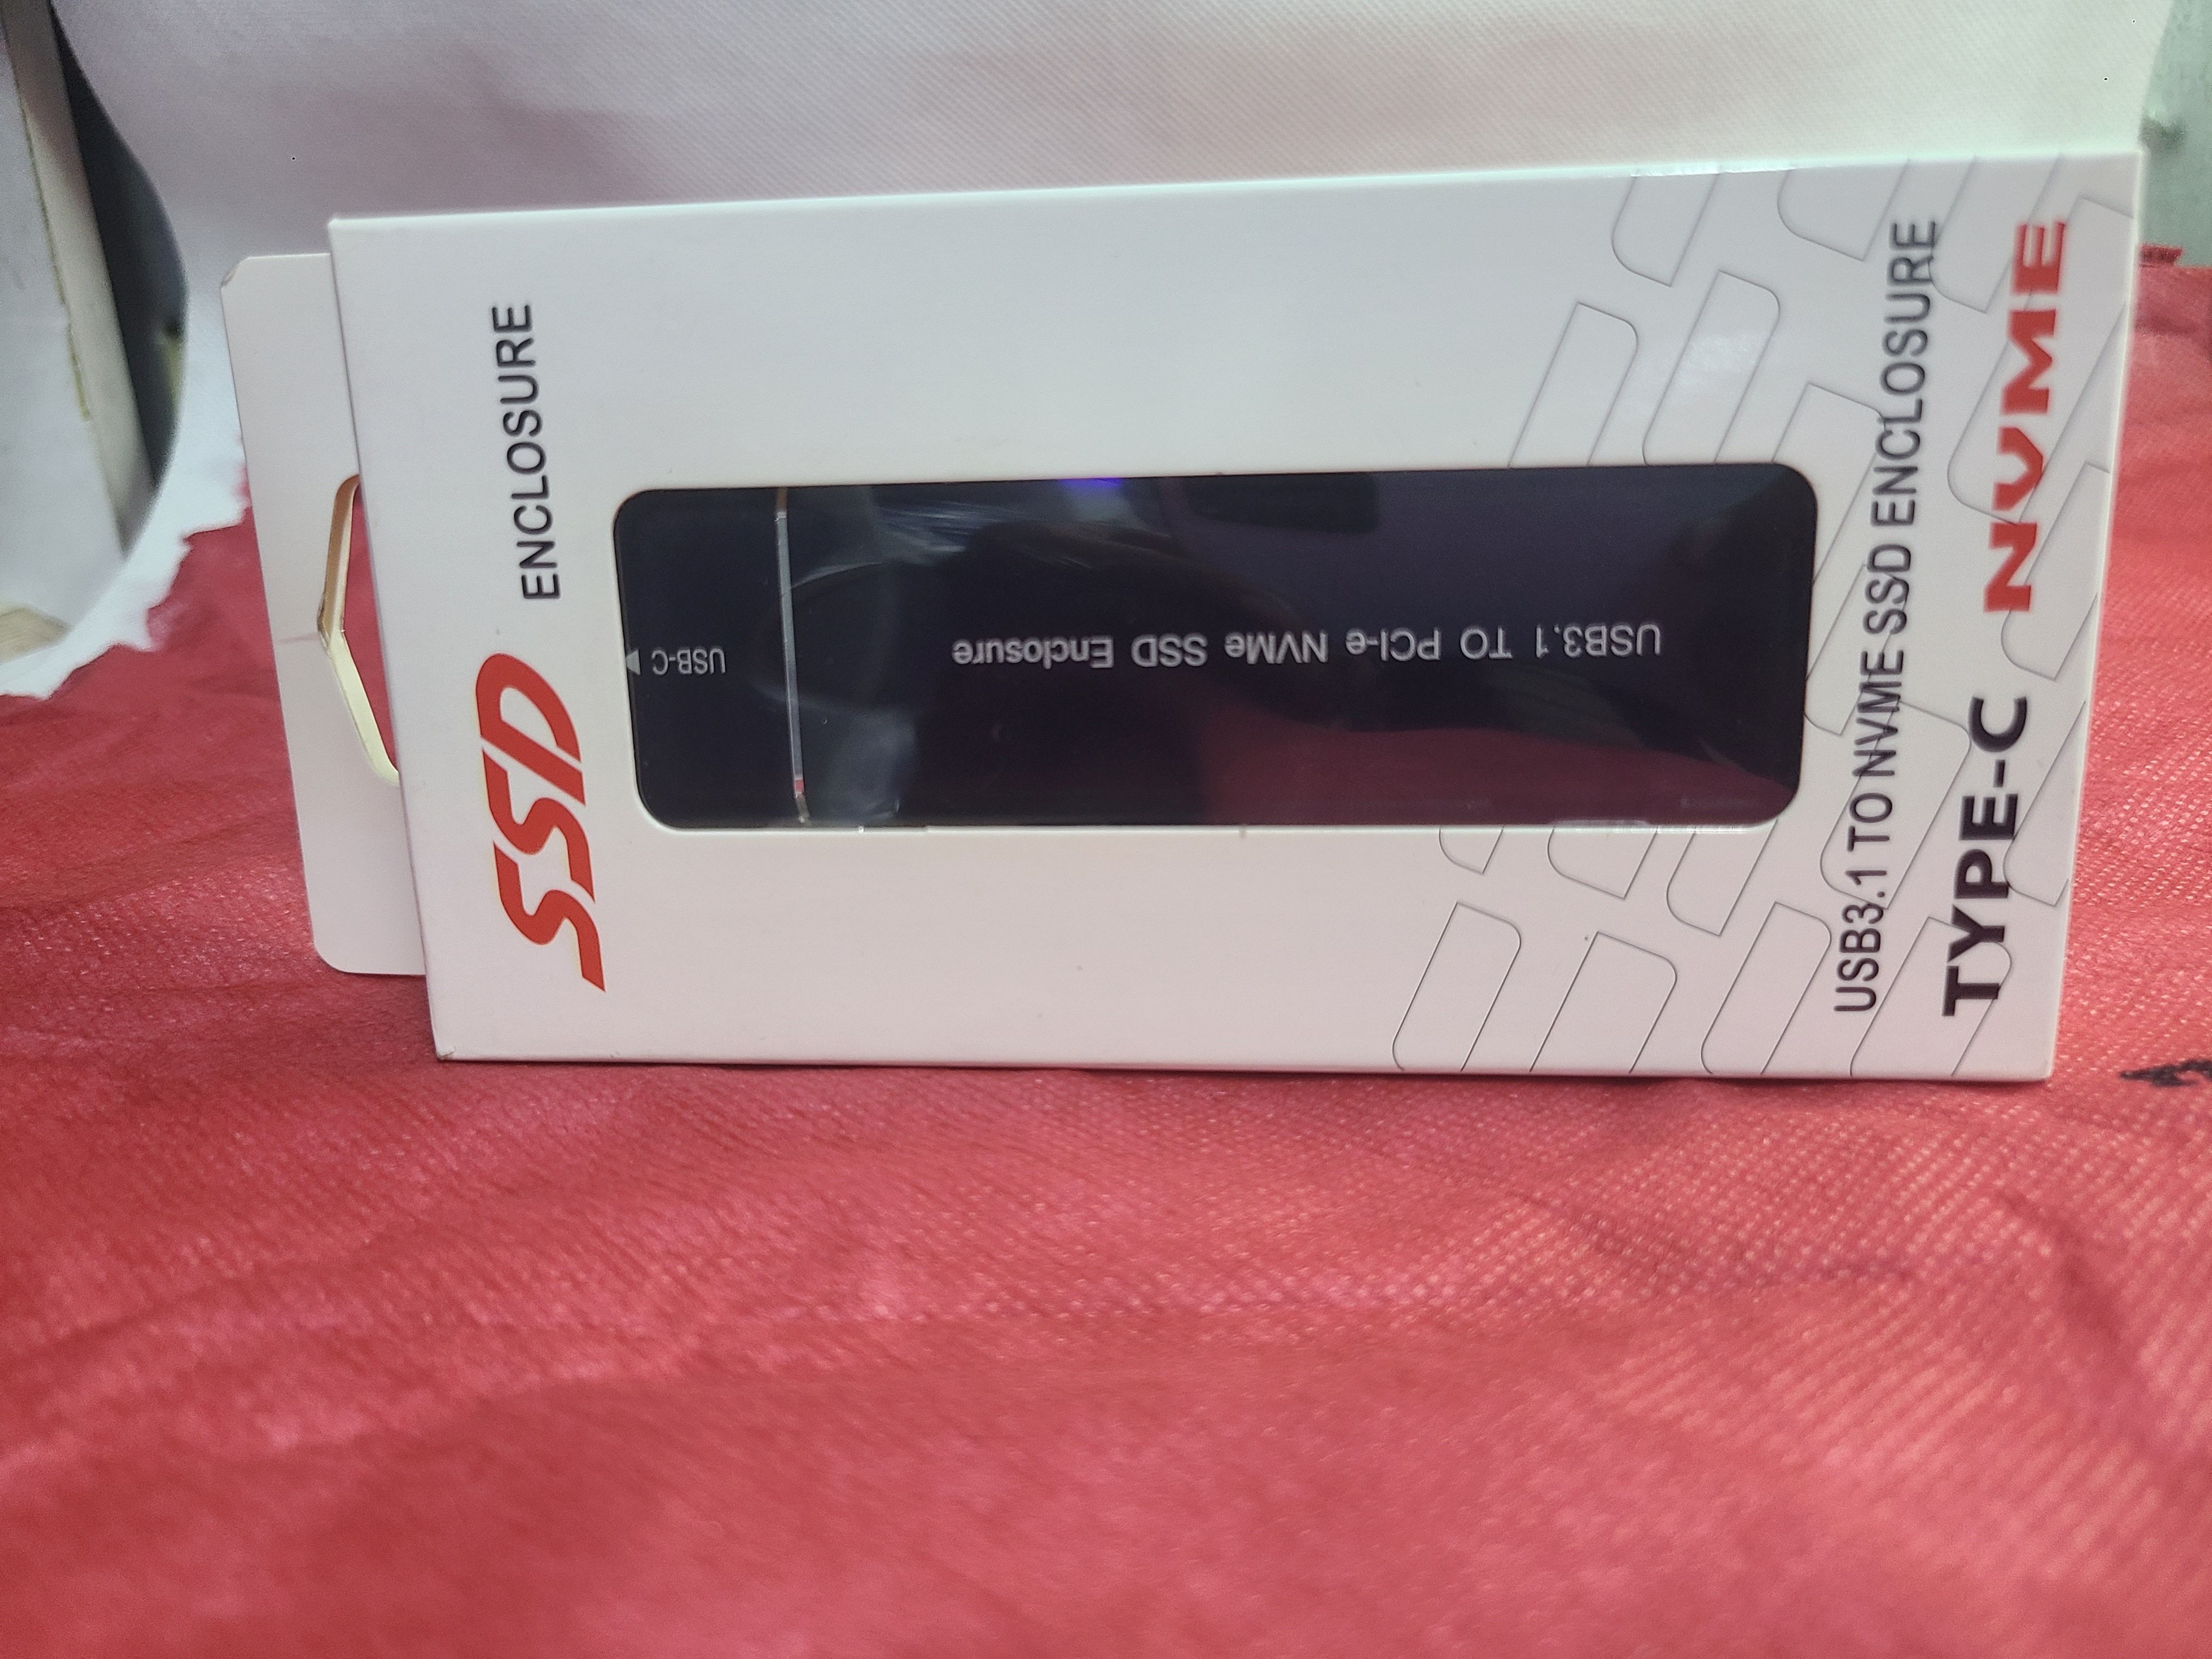 SSD ENCLOSURE
USB-C
USB3.1 TO PCI-e NVMe SSD Enclosure
USB3.1 TO NVME SSD ENCLOSURE
TYPE-C NVME